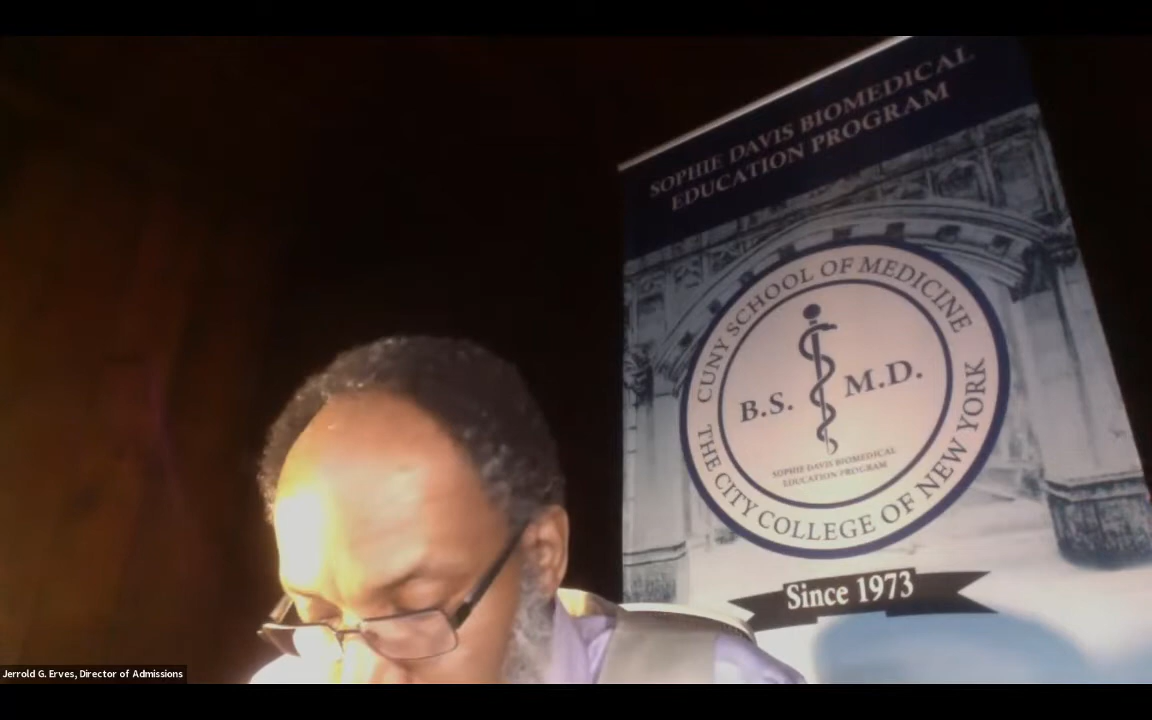 SOPHIE DAVIS BIOMEDICAL
EDUCATION PROGRAM
CUNY SCHOOL OF MEDICINE
B.S. M.D.
SOPHIE DAVIS BIOMEDICAL
EDUCATION PROGRAM
THE CITY COLLEGE OF NEW YORK
Since 1973
Jerrold G. Erves, Director of Admissions